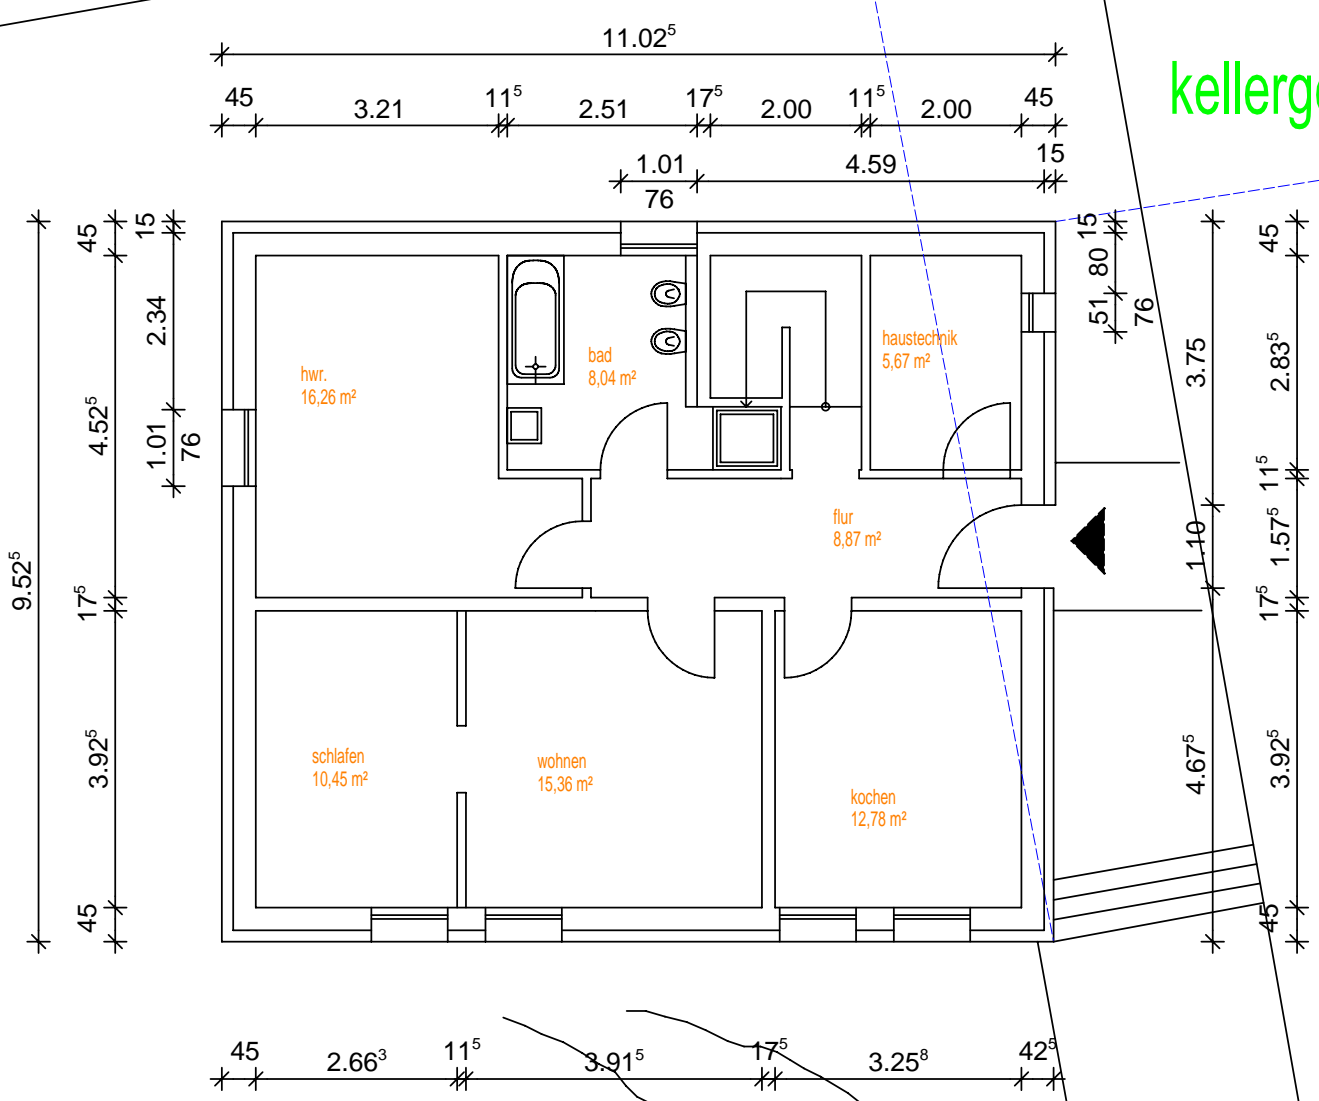 11.02⁵
45 3.21 11⁵ 2.51 17⁵ 2.00 11⁵ 2.00 45
1.01 4.59 15
76
45
15
15
80
45
2.34
51
76
3.75
2.83⁵
4.52⁵
1.01
76
11⁵
9.52⁵
1.10
1.57⁵
17⁵
17⁵
3.92⁵
4.67⁵
3.92⁵
45
45
hwr.
16,26 m²
bad
8,04 m²
haustechnik
5,67 m²
flur
8,87 m²
schlafen
10,45 m²
wohnen
15,36 m²
kochen
12,78 m²
45 2.66³ 11⁵ 3.91⁵ 17⁵ 3.25⁸ 42⁵